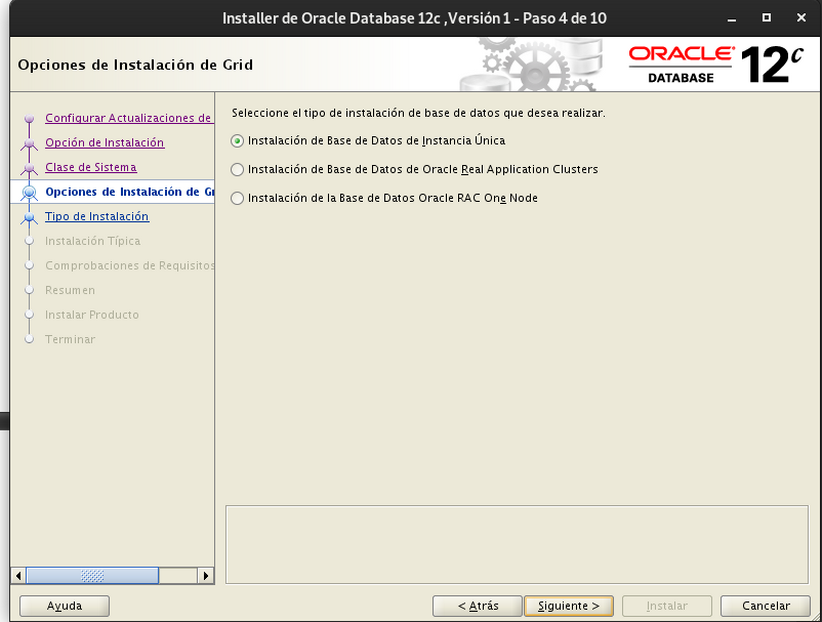 Installer de Oracle Database 12c ,Versión 1 - Paso 4 de 10
Opciones de Instalación de Grid
ORACLE
DATABASE
12c
Configurar Actualizaciones de
Opción de Instalación
Clase de Sistema
Opciones de Instalación de Gr
Tipo de Instalación
Instalación Típica
Comprobaciones de Requisitos
Resumen
Instalar Producto
Terminar
Seleccione el tipo de instalación de base de datos que desea realizar.
Instalación de Base de Datos de Instancia Única
Instalación de Base de Datos de Oracle Real Application Clusters
Instalación de la Base de Datos Oracle RAC One Node
Ayuda
< Atrás
Siguiente >
Instalar
Cancelar